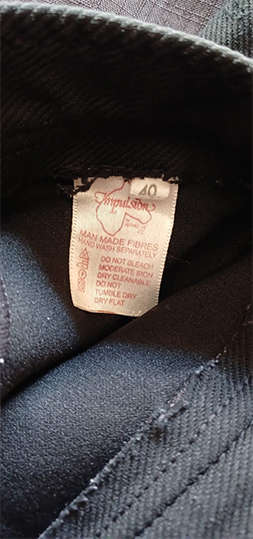 40
Impulsion
MAN MADE FIBRES
HAND WASH SEPARATELY
DO NOT BLEACH
MODERATE IRON
DRY CLEANABLE
DO NOT
TUMBLE DRY
DRY FLAT